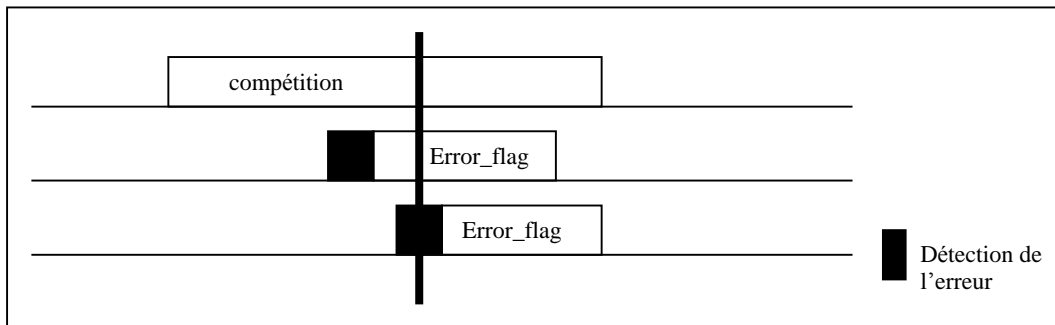 compétition
Error_flag
Error_flag
Détection de
l'erreur